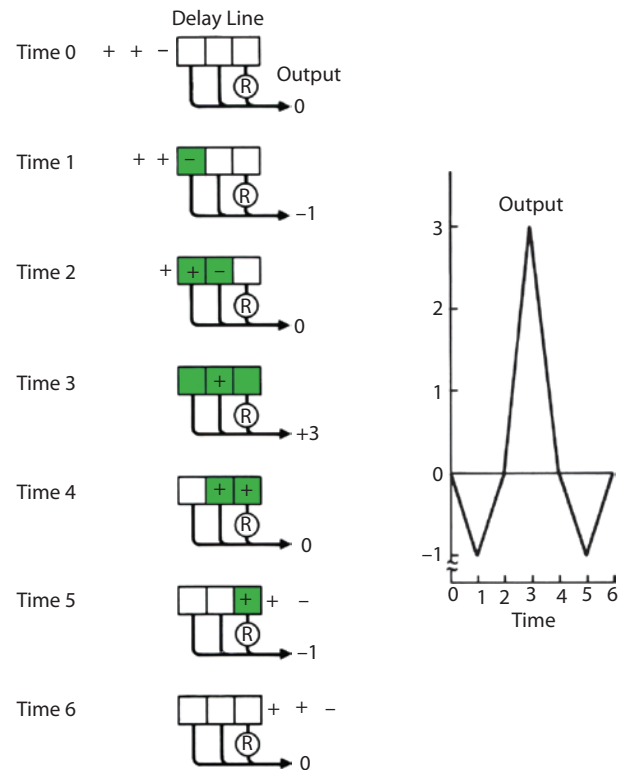 Delay Line
Time 0 + + −
R
Output
0
Time 1 + + −
R
−1
Time 2 + + −
R
0
Time 3 +
R
+3
Time 4 + +
R
0
Time 5 + + −
R
−1
Time 6 + + −
R
0
Output
3
2
1
0
−1
0 1 2 3 4 5 6
Time